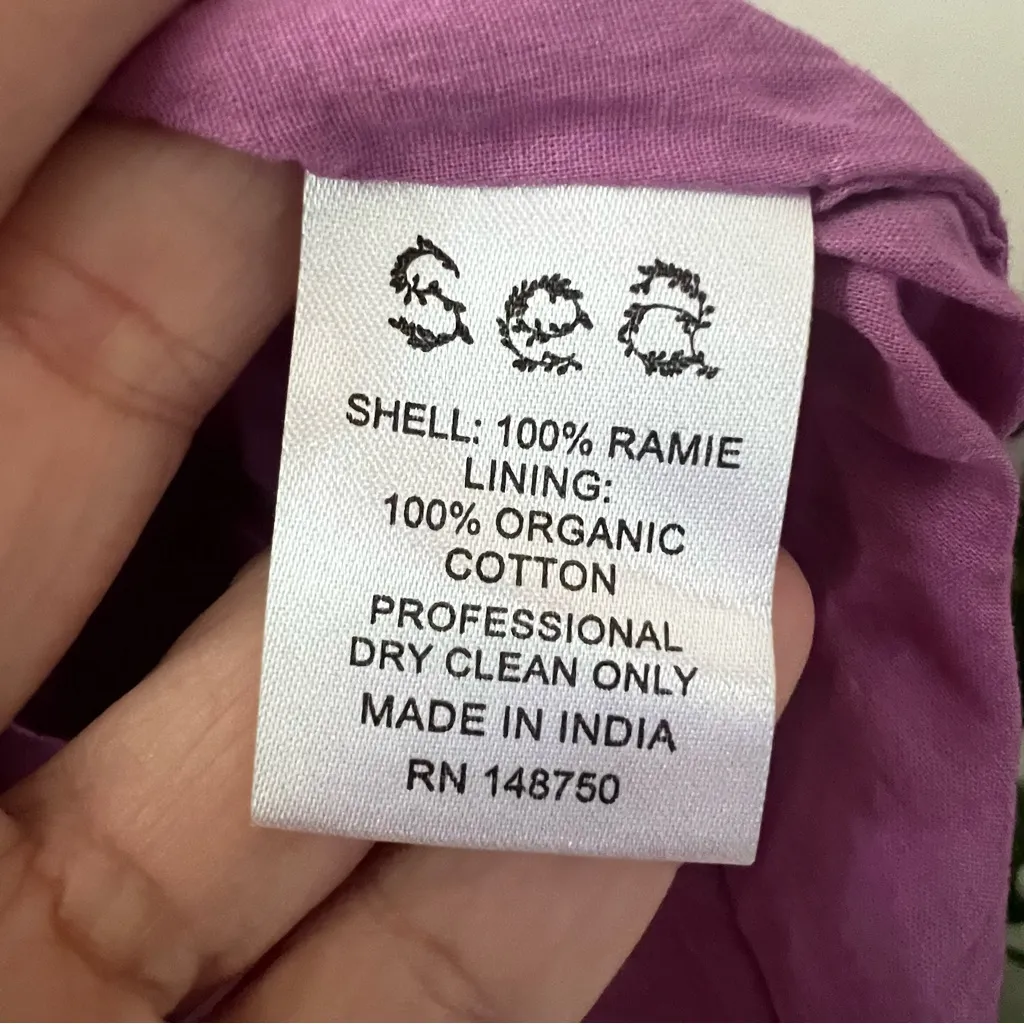 Sea
SHELL: 100% RAMIE
LINING:
100% ORGANIC
COTTON
PROFESSIONAL
DRY CLEAN ONLY
MADE IN INDIA
RN 148750